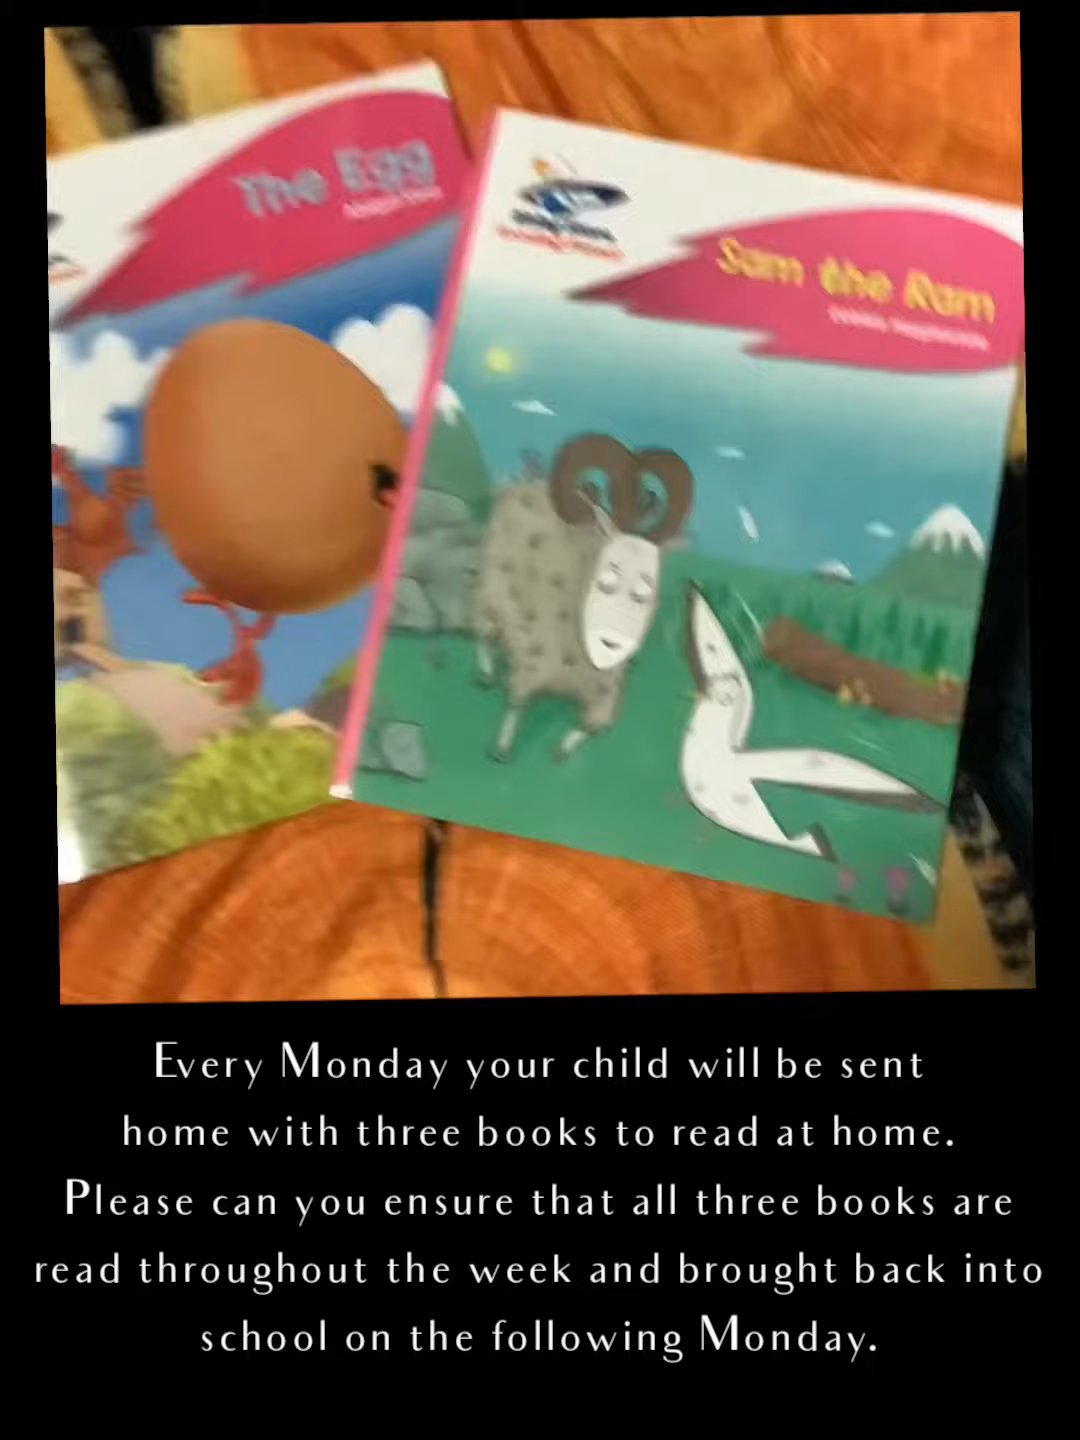 The Egg
Sam the Ram
Every Monday your child will be sent
home with three books to read at home.
Please can you ensure that all three books are
read throughout the week and brought back into
school on the following Monday.